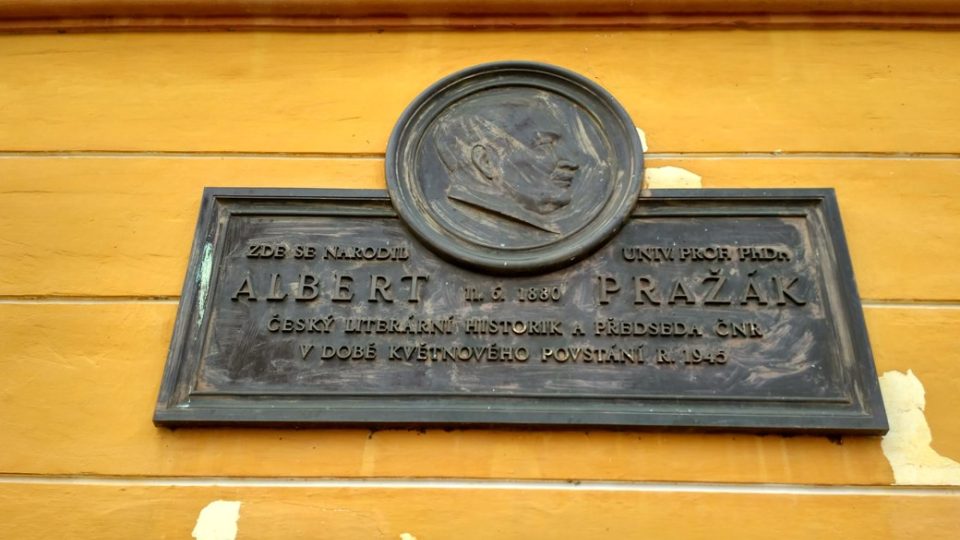 ZDE SE NARODIL UNIV. PROF. PHDR.
ALBERT 11. 6. 1880 PRAŽÁK
ČESKÝ LITERÁRNÍ HISTORIK A PŘEDSEDA ČNR
V DOBĚ KVĚTNOVÉHO POVSTÁNÍ R. 1945